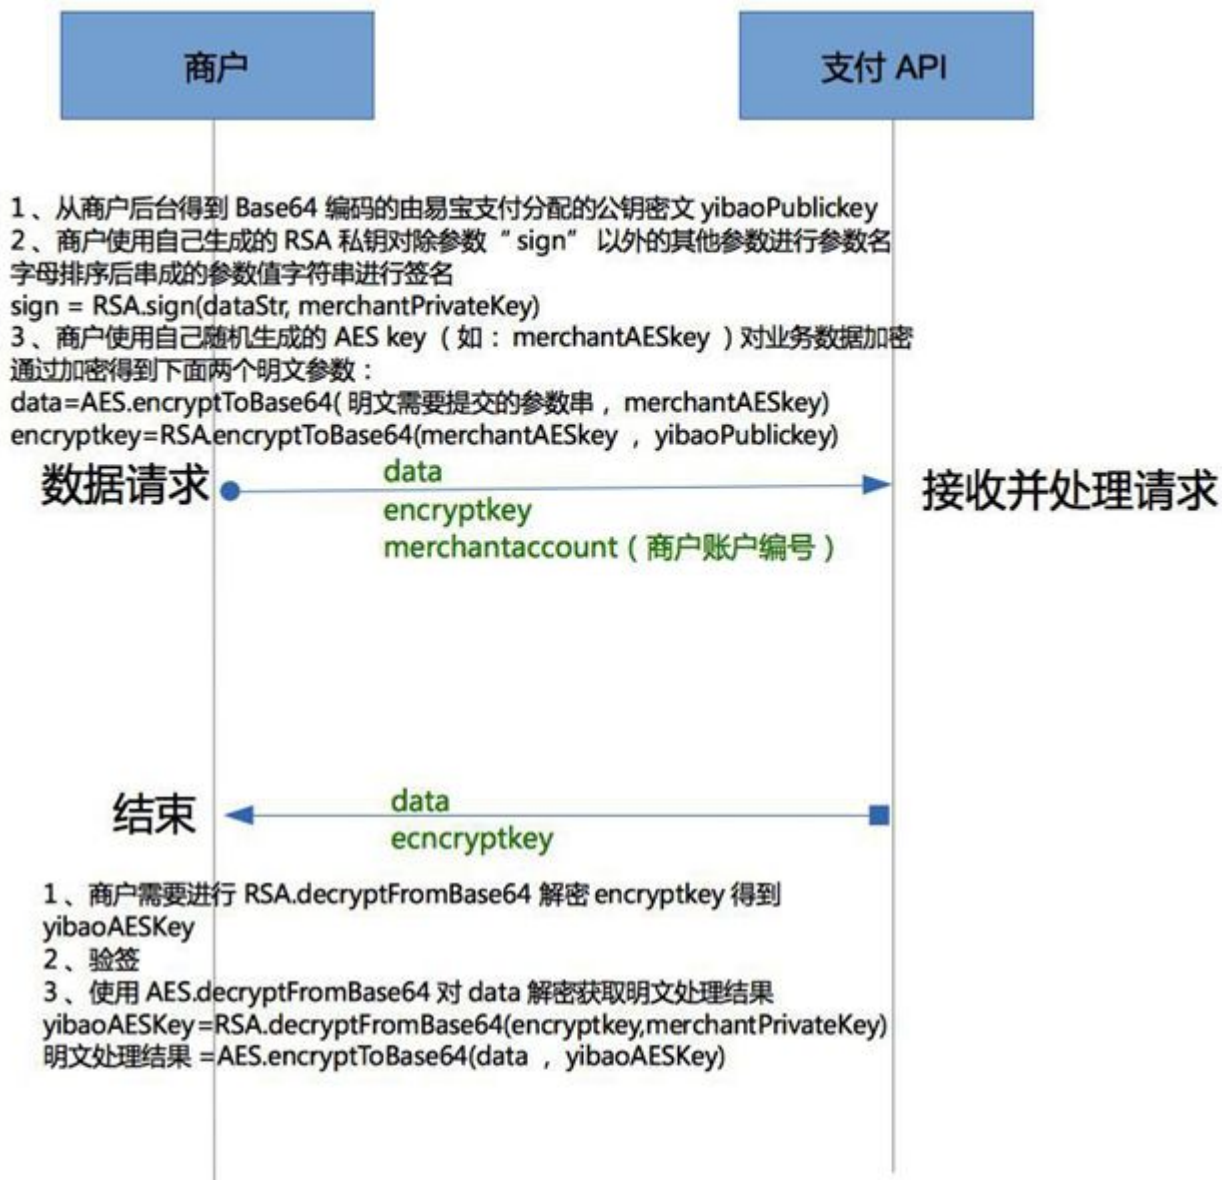 商户
支付 API
1、从商户后台得到 Base64 编码的由易宝支付分配的公钥密文 yibaoPublickey
2、商户使用自己生成的 RSA 私钥对除参数 “ sign” 以外的其他参数进行参数名
字母排序后串成的参数值字符串进行签名
sign = RSA.sign(dataStr, merchantPrivateKey)
3、商户使用自己随机生成的 AES key （如： merchantAESkey ）对业务数据加密
通过加密得到下面两个明文参数：
data=AES.encryptToBase64( 明文需要提交的参数串 ，merchantAESkey)
encryptkey=RSA.encryptToBase64(merchantAESkey ，yibaoPublickey)
数据请求
data
encryptkey
merchantaccount（商户账户编号）
接收并处理请求
结束
data
ecncryptkey
1、商户需要进行 RSA.decryptFromBase64 解密 encryptkey 得到
yibaoAESKey
2、验签
3、使用 AES.decryptFromBase64 对 data 解密获取明文处理结果
yibaoAESKey=RSA.decryptFromBase64(encryptkey,merchantPrivateKey)
明文处理结果 =AES.encryptToBase64(data ，yibaoAESKey)